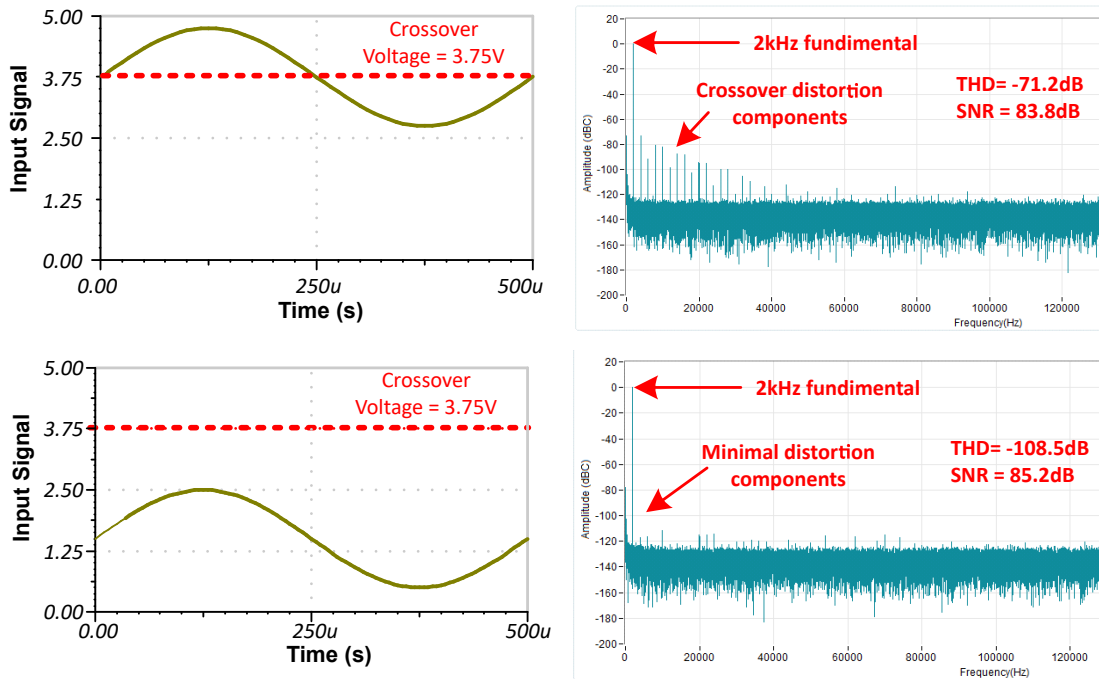 5.00
3.75
2.50
1.25
0.00
Input Signal
Crossover
Voltage = 3.75V
0.00
250u
500u
Time (s)
20
0
-20
-40
-60
-80
-100
-120
-140
-160
-180
-200
Amplitude (dBC)
2kHz fundimental
THD= -71.2dB
SNR = 83.8dB
Crossover distortion
components
0
20000
40000
60000
80000
100000
120000
Frequency(Hz)
5.00
3.75
2.50
1.25
0.00
Input Signal
Crossover
Voltage = 3.75V
0.00
250u
500u
Time (s)
20
0
-20
-40
-60
-80
-100
-120
-140
-160
-180
-200
Amplitude (dBC)
2kHz fundimental
THD= -108.5dB
SNR = 85.2dB
Minimal distortion
components
0
20000
40000
60000
80000
100000
120000
Frequency(Hz)